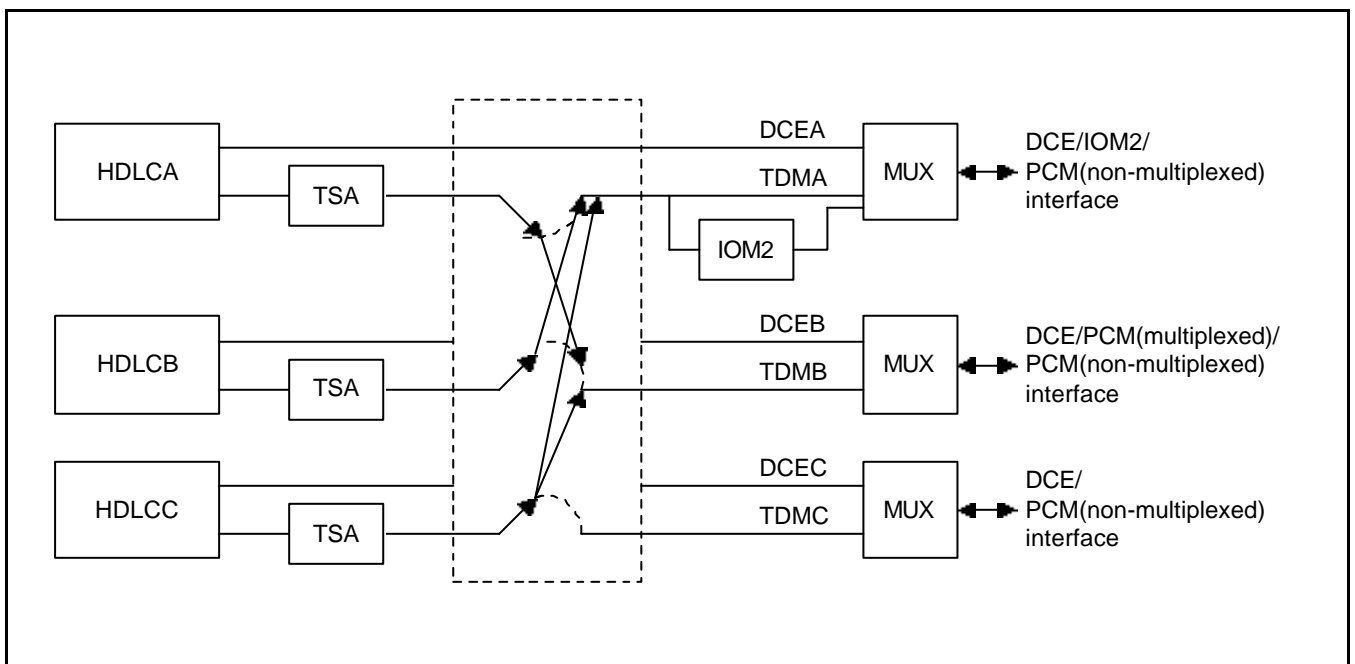 HDLCA
TSA
DCEA
TDMA
IOM2
MUX
DCE/IOM2/
PCM(non-multiplexed)
interface
HDLCB
TSA
DCEB
TDMB
MUX
DCE/PCM(multiplexed)/
PCM(non-multiplexed)
interface
HDLCC
TSA
DCEC
TDMC
MUX
DCE/
PCM(non-multiplexed)
interface